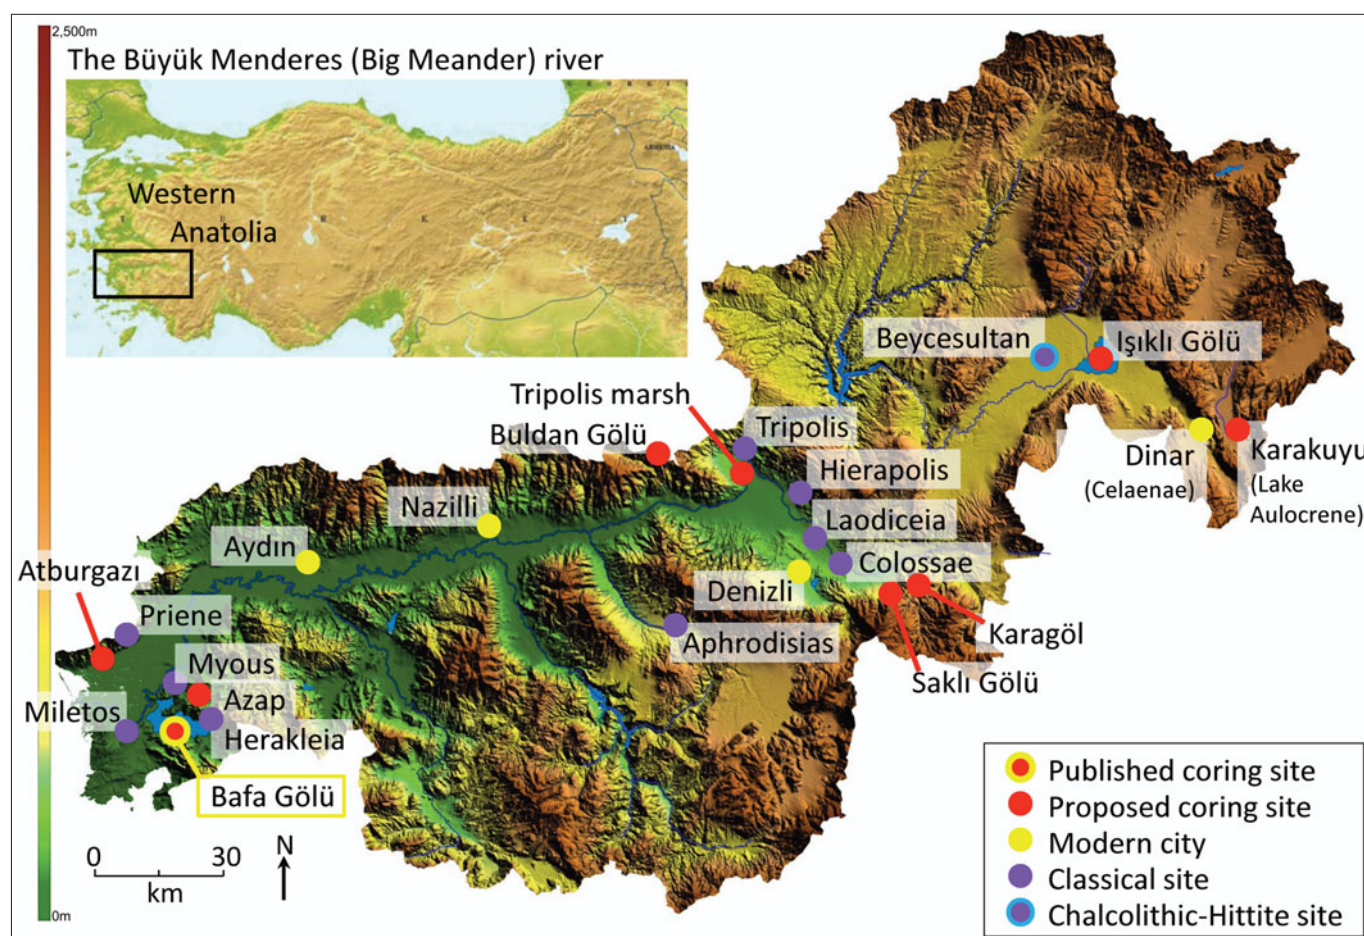 2,500m
The Büyük Menderes (Big Meander) river
ARMENIA
Western
T U R K E Y
Anatolia
Beycesultan
Işıklı Gölü
Tripolis marsh
Buldan Gölü
Tripolis
Hierapolis
Dinar
(Celaenae)
Karakuyu
(Lake
Aulocrene)
Nazilli
Laodiceia
Aydın
Colossae
Denizli
Atburgazı
Priene
Aphrodisias
Karagöl
Saklı Gölü
Myous
Azap
Miletos
Herakleia
Bafa Gölü
0 30
km
N
0m
Published coring site
Proposed coring site
Modern city
Classical site
Chalcolithic-Hittite site